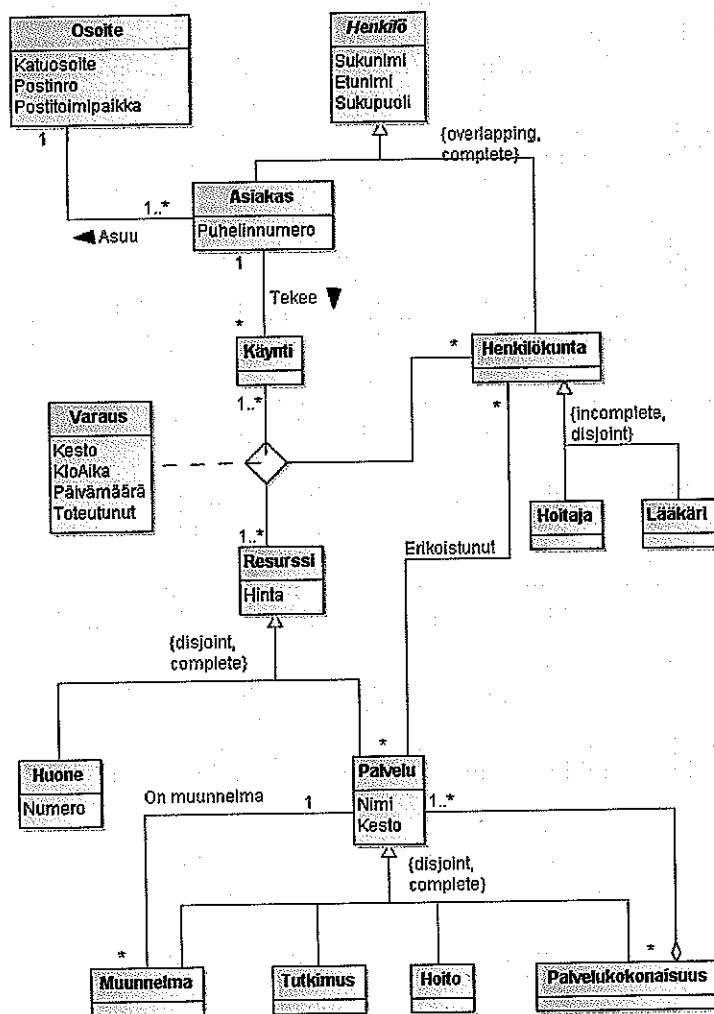 Osoite
Katuosoite
Postinro
Postitoimipaikka
1
Henkilö
Sukunimi
Etunimi
Sukupuoli
{overlapping,
complete}
1..*
Asuu
Asiakas
Puhelinnumero
1
Tekee
*
Käynti
1..*
*
Henkilökunta
*
{incomplete,
disjoint}
Varaus
Kesto
KloAika
Päivämäärä
Toteutunut
Hoitaja
Lääkäri
1..*
Resurssi
Hinta
Erikoistunut
{disjoint,
complete}
Huone
Numero
*
Palvelu
Nimi
Kesto
On muunnelma
1
1..*
{disjoint,
complete}
*
Muunnelma
Tutkimus
Hoito
*
Palvelukokonaisuus